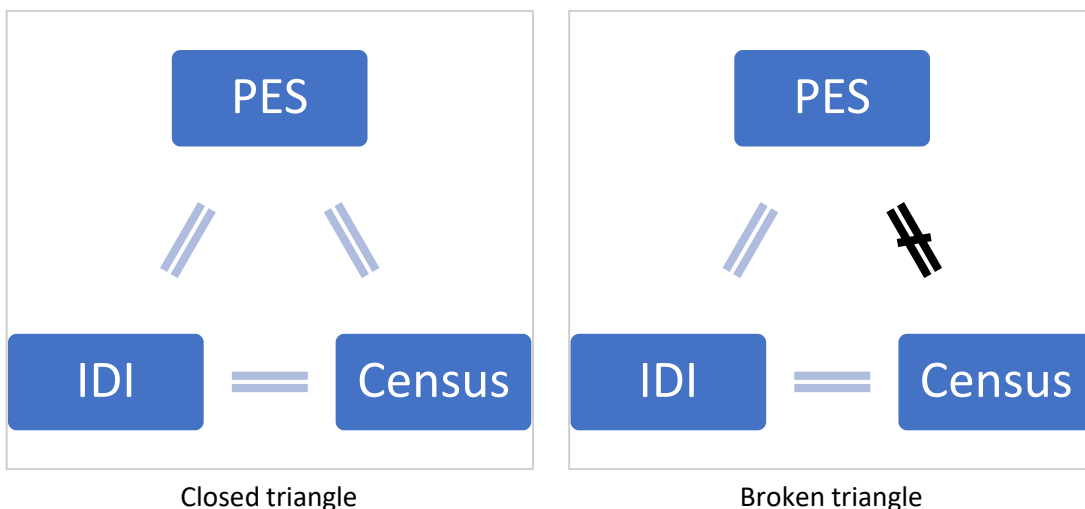 PES
IDI
Census
Closed triangle
PES
IDI
Census
Broken triangle